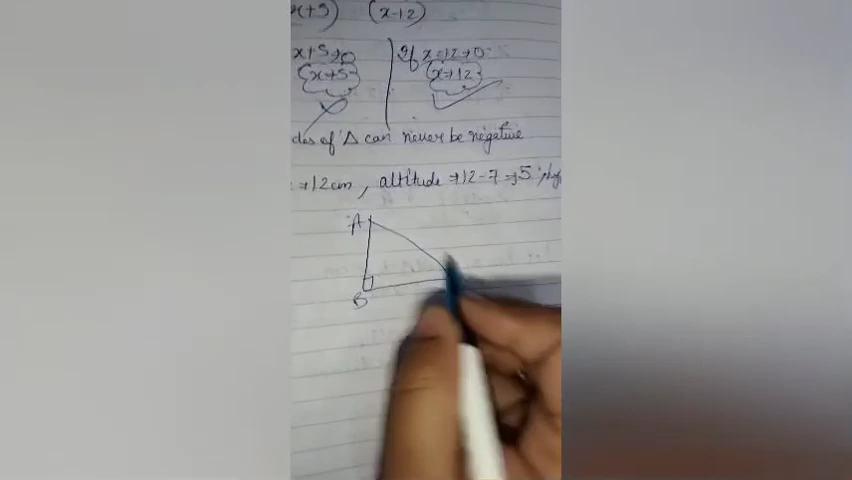 x+5) (x-12)
x+5→0 | If x-12→0
(x→5- (x→12
des of Δ can never be negative
→12cm, altitude →12-7→5
A
B